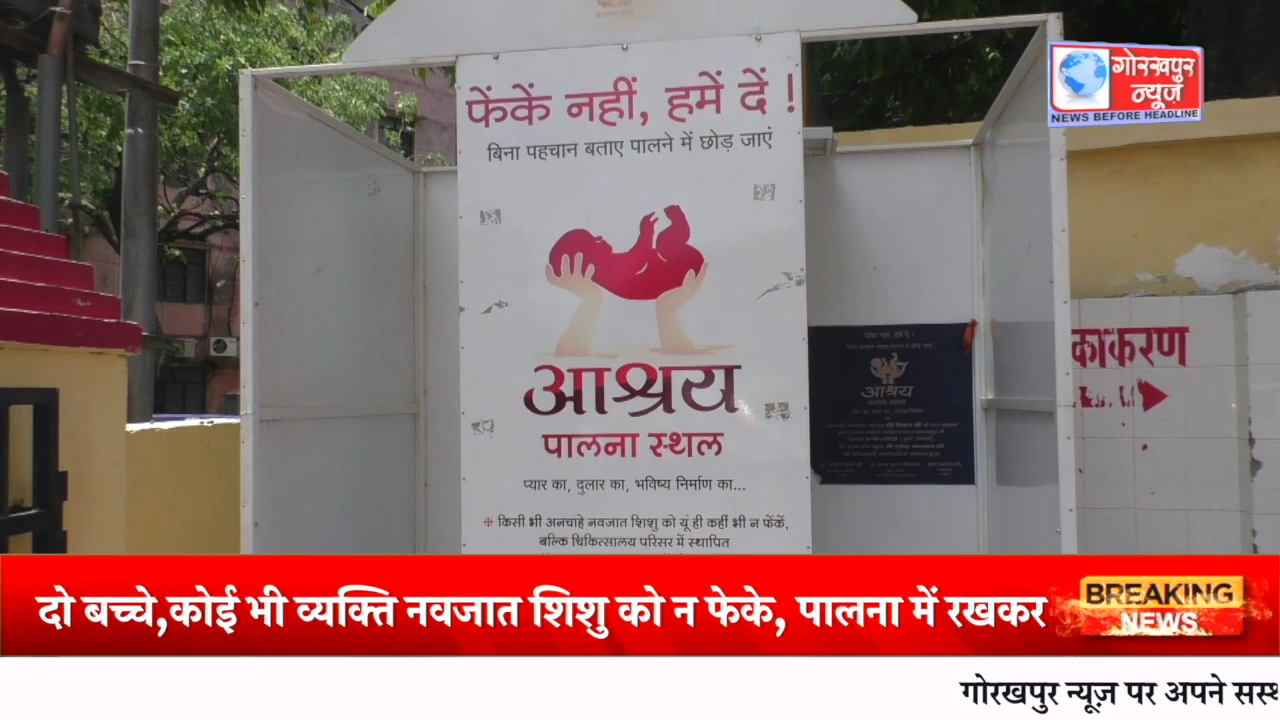 फेंकें नहीं, हमें दें !
बिना पहचान बताए पालने में छोड़ जाएं
आश्रय
पालना स्थल
प्यार का, दुलार का, भविष्य निर्माण का...
किसी भी अनचाहे नवजात शिशु को यूं ही कहीं भी न फेंकें,
बल्कि चिकित्सालय परिसर में स्थापित
गोरखपुर
न्यूज़
NEWS BEFORE HEADLINE
आश्रय
काकरण
दो बच्चे,कोई भी व्यक्ति नवजात शिशु को न फेके, पालना में रखकर
BREAKING
NEWS
गोरखपुर न्यूज़ पर अपने सस्थ